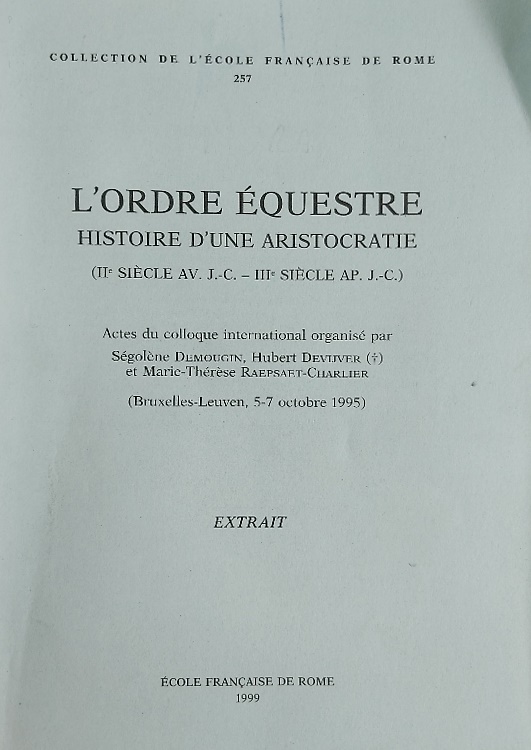 COLLECTION DE L'ÉCOLE FRANÇAISE DE ROME
257
L'ORDRE ÉQUESTRE
HISTOIRE D'UNE ARISTOCRATIE
(IIe SIÈCLE AV. J.-C. – IIIe SIÈCLE AP. J.-C.)
Actes du colloque international organisé par
Ségolène DEMOUGIN, Hubert DEVIJVER (†)
et Marie-Thérèse RAEPSAET-CHARLIER
(Bruxelles-Leuven, 5-7 octobre 1995)
EXTRAIT
ÉCOLE FRANÇAISE DE ROME
1999